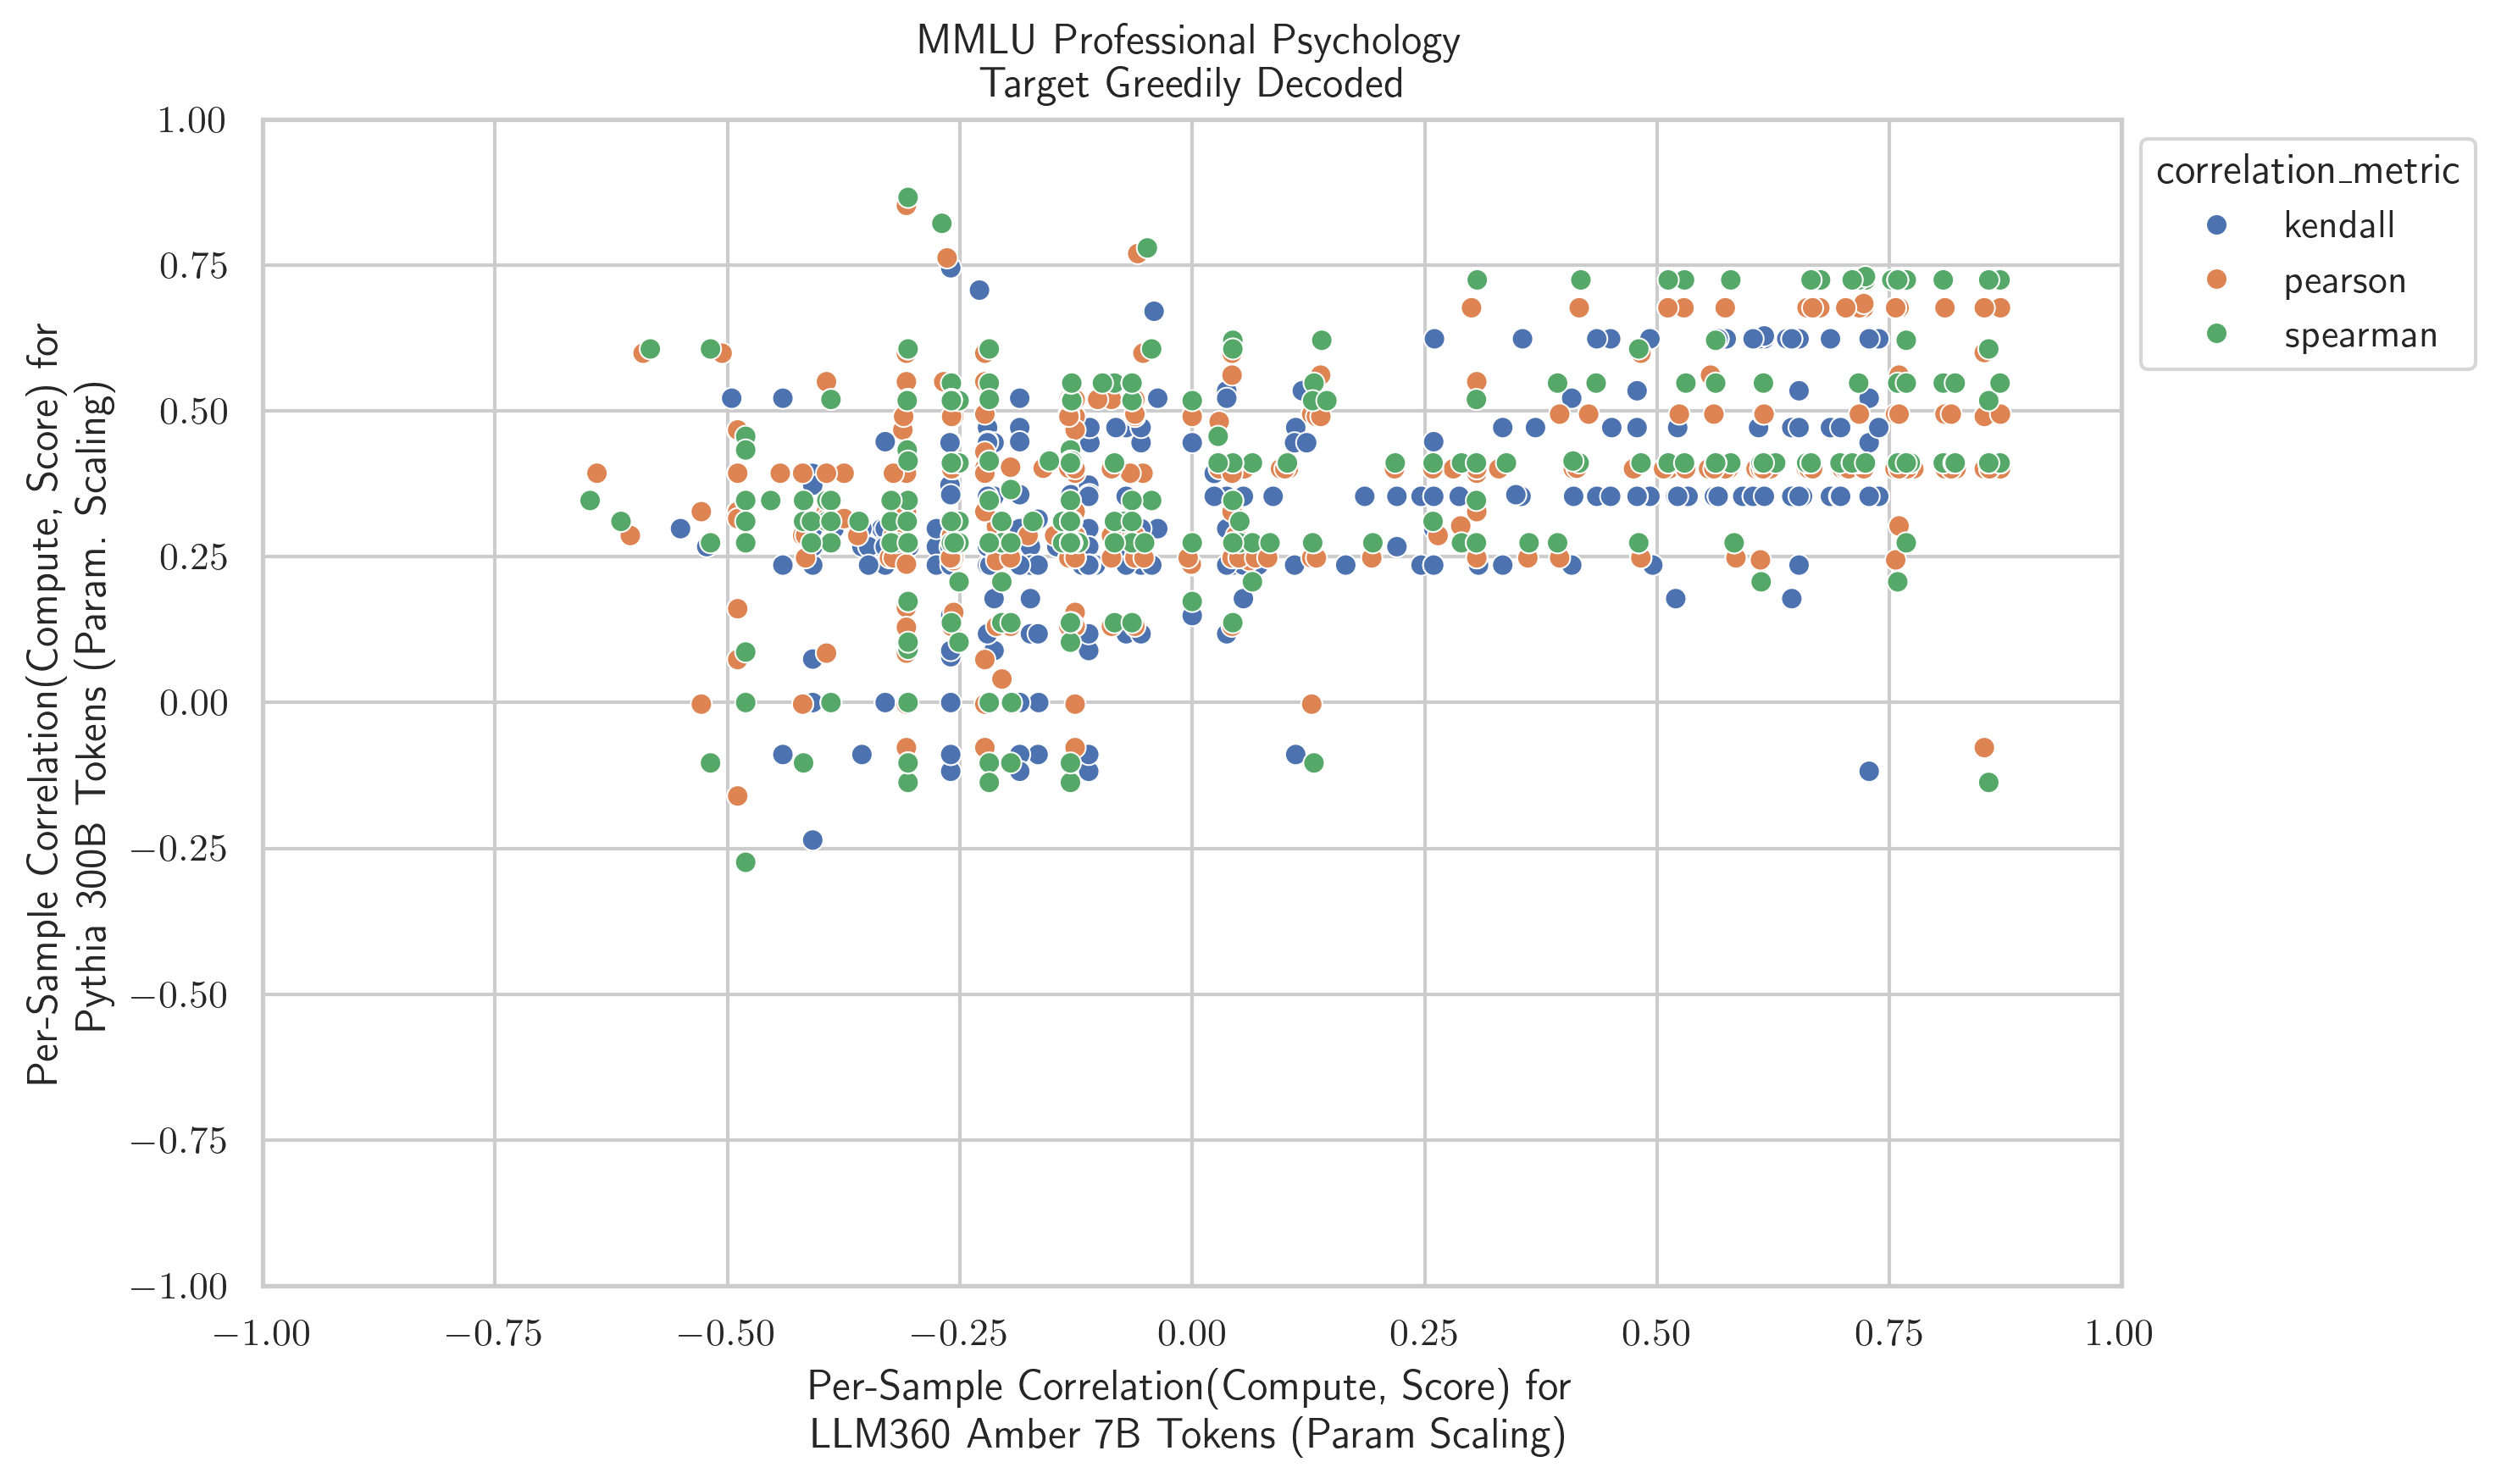 MMLU Professional Psychology
Target Greedily Decoded
Per-Sample Correlation(Compute, Score) for
Pythia 300B Tokens (Param. Scaling)
1.00
0.75
0.50
0.25
0.00
−0.25
−0.50
−0.75
−1.00
−1.00 −0.75 −0.50 −0.25 0.00 0.25 0.50 0.75 1.00
Per-Sample Correlation(Compute, Score) for
LLM360 Amber 7B Tokens (Param Scaling)
correlation_metric
kendall
pearson
spearman